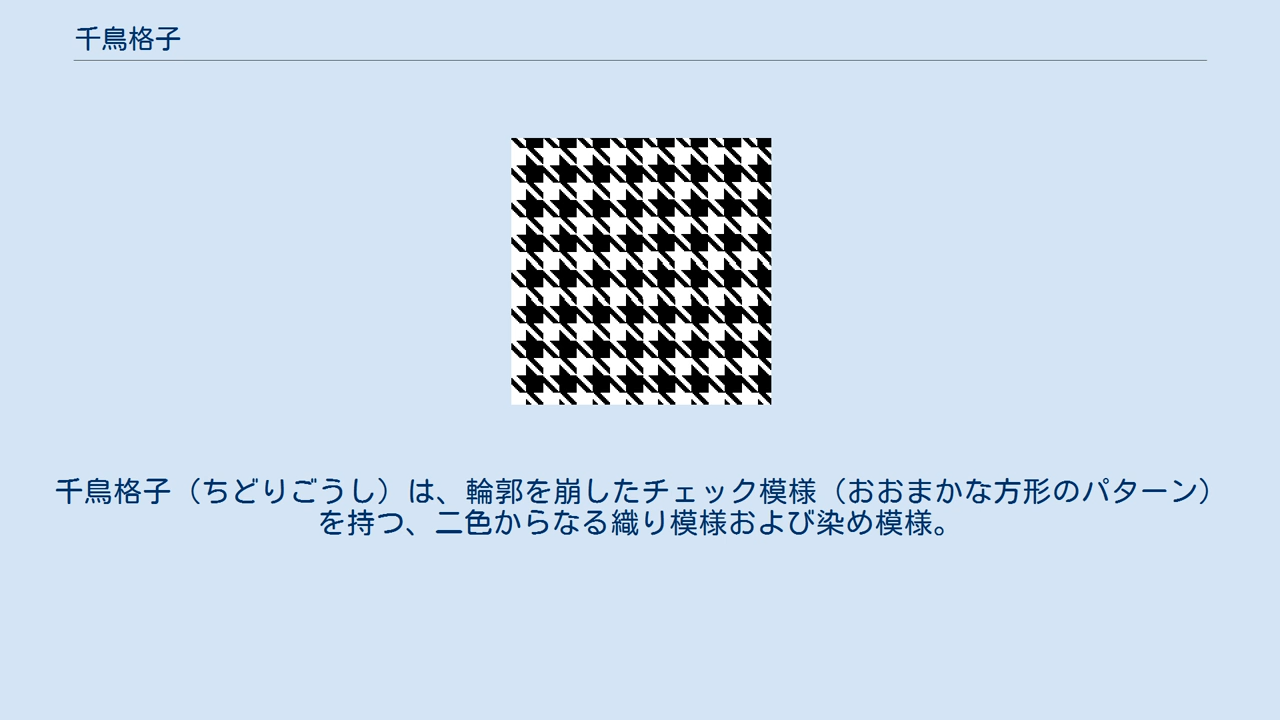 千鳥格子
千鳥格子（ちどりごうし）は、輪郭を崩したチェック模様（おおまかな方形のパターン）
を持つ、二色からなる織り模様および染め模様。